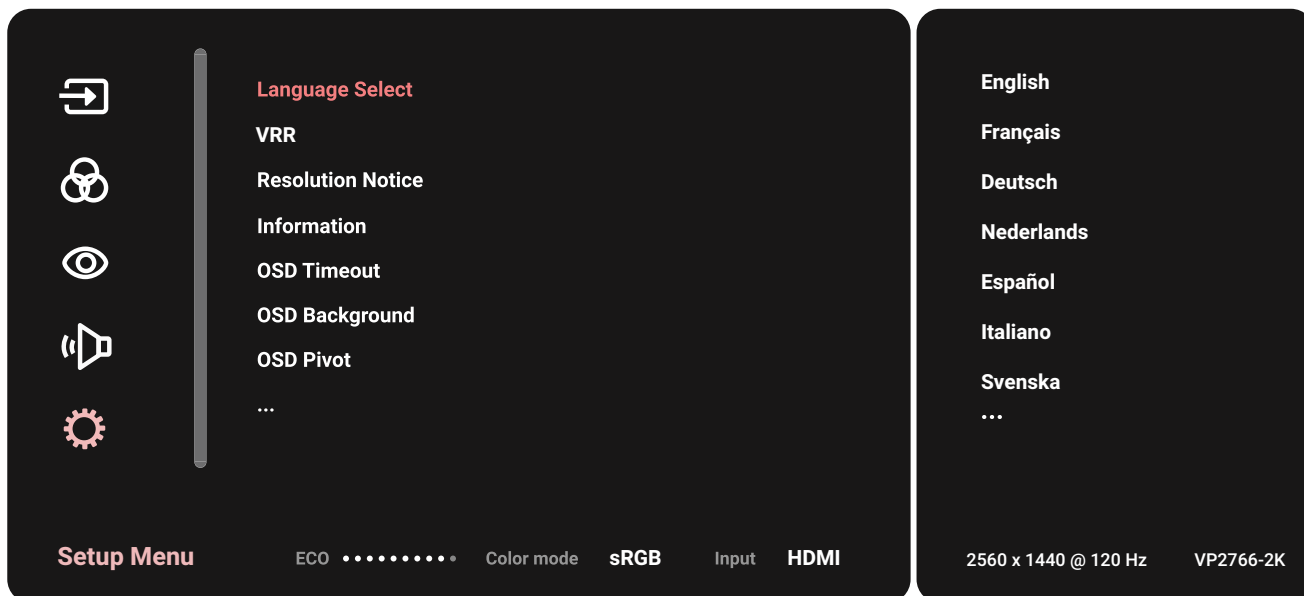 Language Select
VRR
Resolution Notice
Information
OSD Timeout
OSD Background
OSD Pivot
...
Setup Menu
ECO
Color mode sRGB
Input HDMI
English
Français
Deutsch
Nederlands
Español
Italiano
Svenska
...
2560 x 1440 @ 120 Hz
VP2766-2K